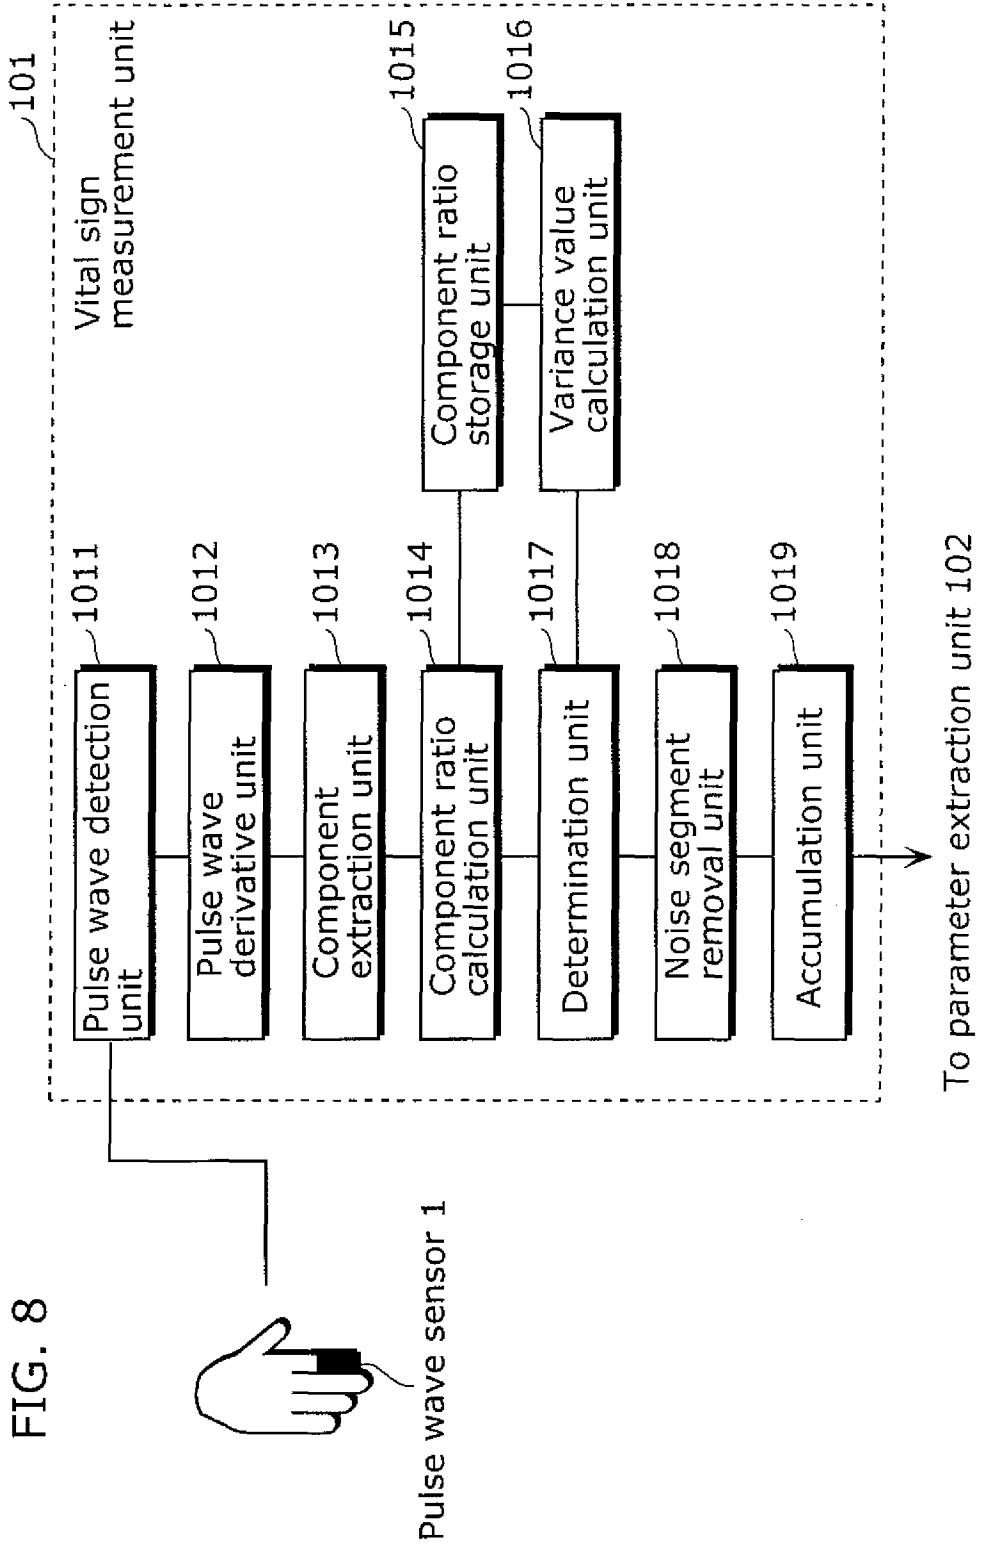 FIG. 8
101
Vital sign
measurement unit
Pulse wave sensor 1
Pulse wave detection
unit
1011
Pulse wave
derivative unit
1012
Component
extraction unit
1013
Component ratio
calculation unit
1014
Component ratio
storage unit
1015
Variance value
calculation unit
1016
Determination unit
1017
Noise segment
removal unit
1018
Accumulation unit
1019
To parameter extraction unit 102